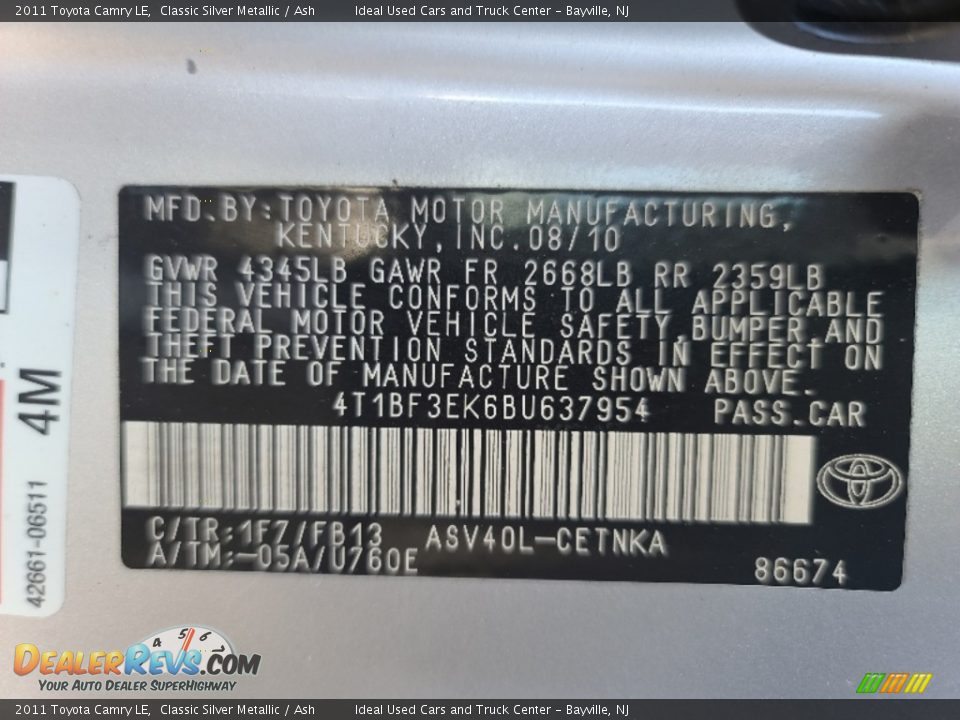 2011 Toyota Camry LE, Classic Silver Metallic / Ash Ideal Used Cars and Truck Center - Bayville, NJ
MFD.BY:TOYOTA MOTOR MANUFACTURING,
KENTUCKY,INC.08/10
GVWR 4345LB GAWR FR 2668LB RR 2359LB
THIS VEHICLE CONFORMS TO ALL APPLICABLE
FEDERAL MOTOR VEHICLE SAFETY,BUMPER,AND
THEFT PREVENTION STANDARDS IN EFFECT ON
THE DATE OF MANUFACTURE SHOWN ABOVE.
4T1BF3EK6BU637954 PASS.CAR
C/TR:1F7/FB13 ASV40L-CETNKA
A/TM:-05A/U760E
86674
4M
42661-06511
4 5 6
DEALERREVS.COM
YOUR AUTO DEALER SUPERHIGHWAY
2011 Toyota Camry LE, Classic Silver Metallic / Ash Ideal Used Cars and Truck Center - Bayville, NJ